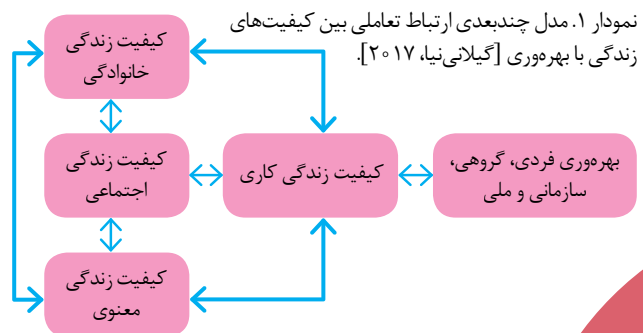 نمودار ۱. مدل چندبعدی ارتباط تعاملی بین کیفیت‌های
زندگی با بهره‌وری [گیلانی‌نیا، ۲۰۱۷].
کیفیت زندگی
خانوادگی
کیفیت زندگی
اجتماعی
کیفیت زندگی
معنوی
کیفیت زندگی کاری
بهره‌وری فردی، گروهی،
سازمانی و ملی